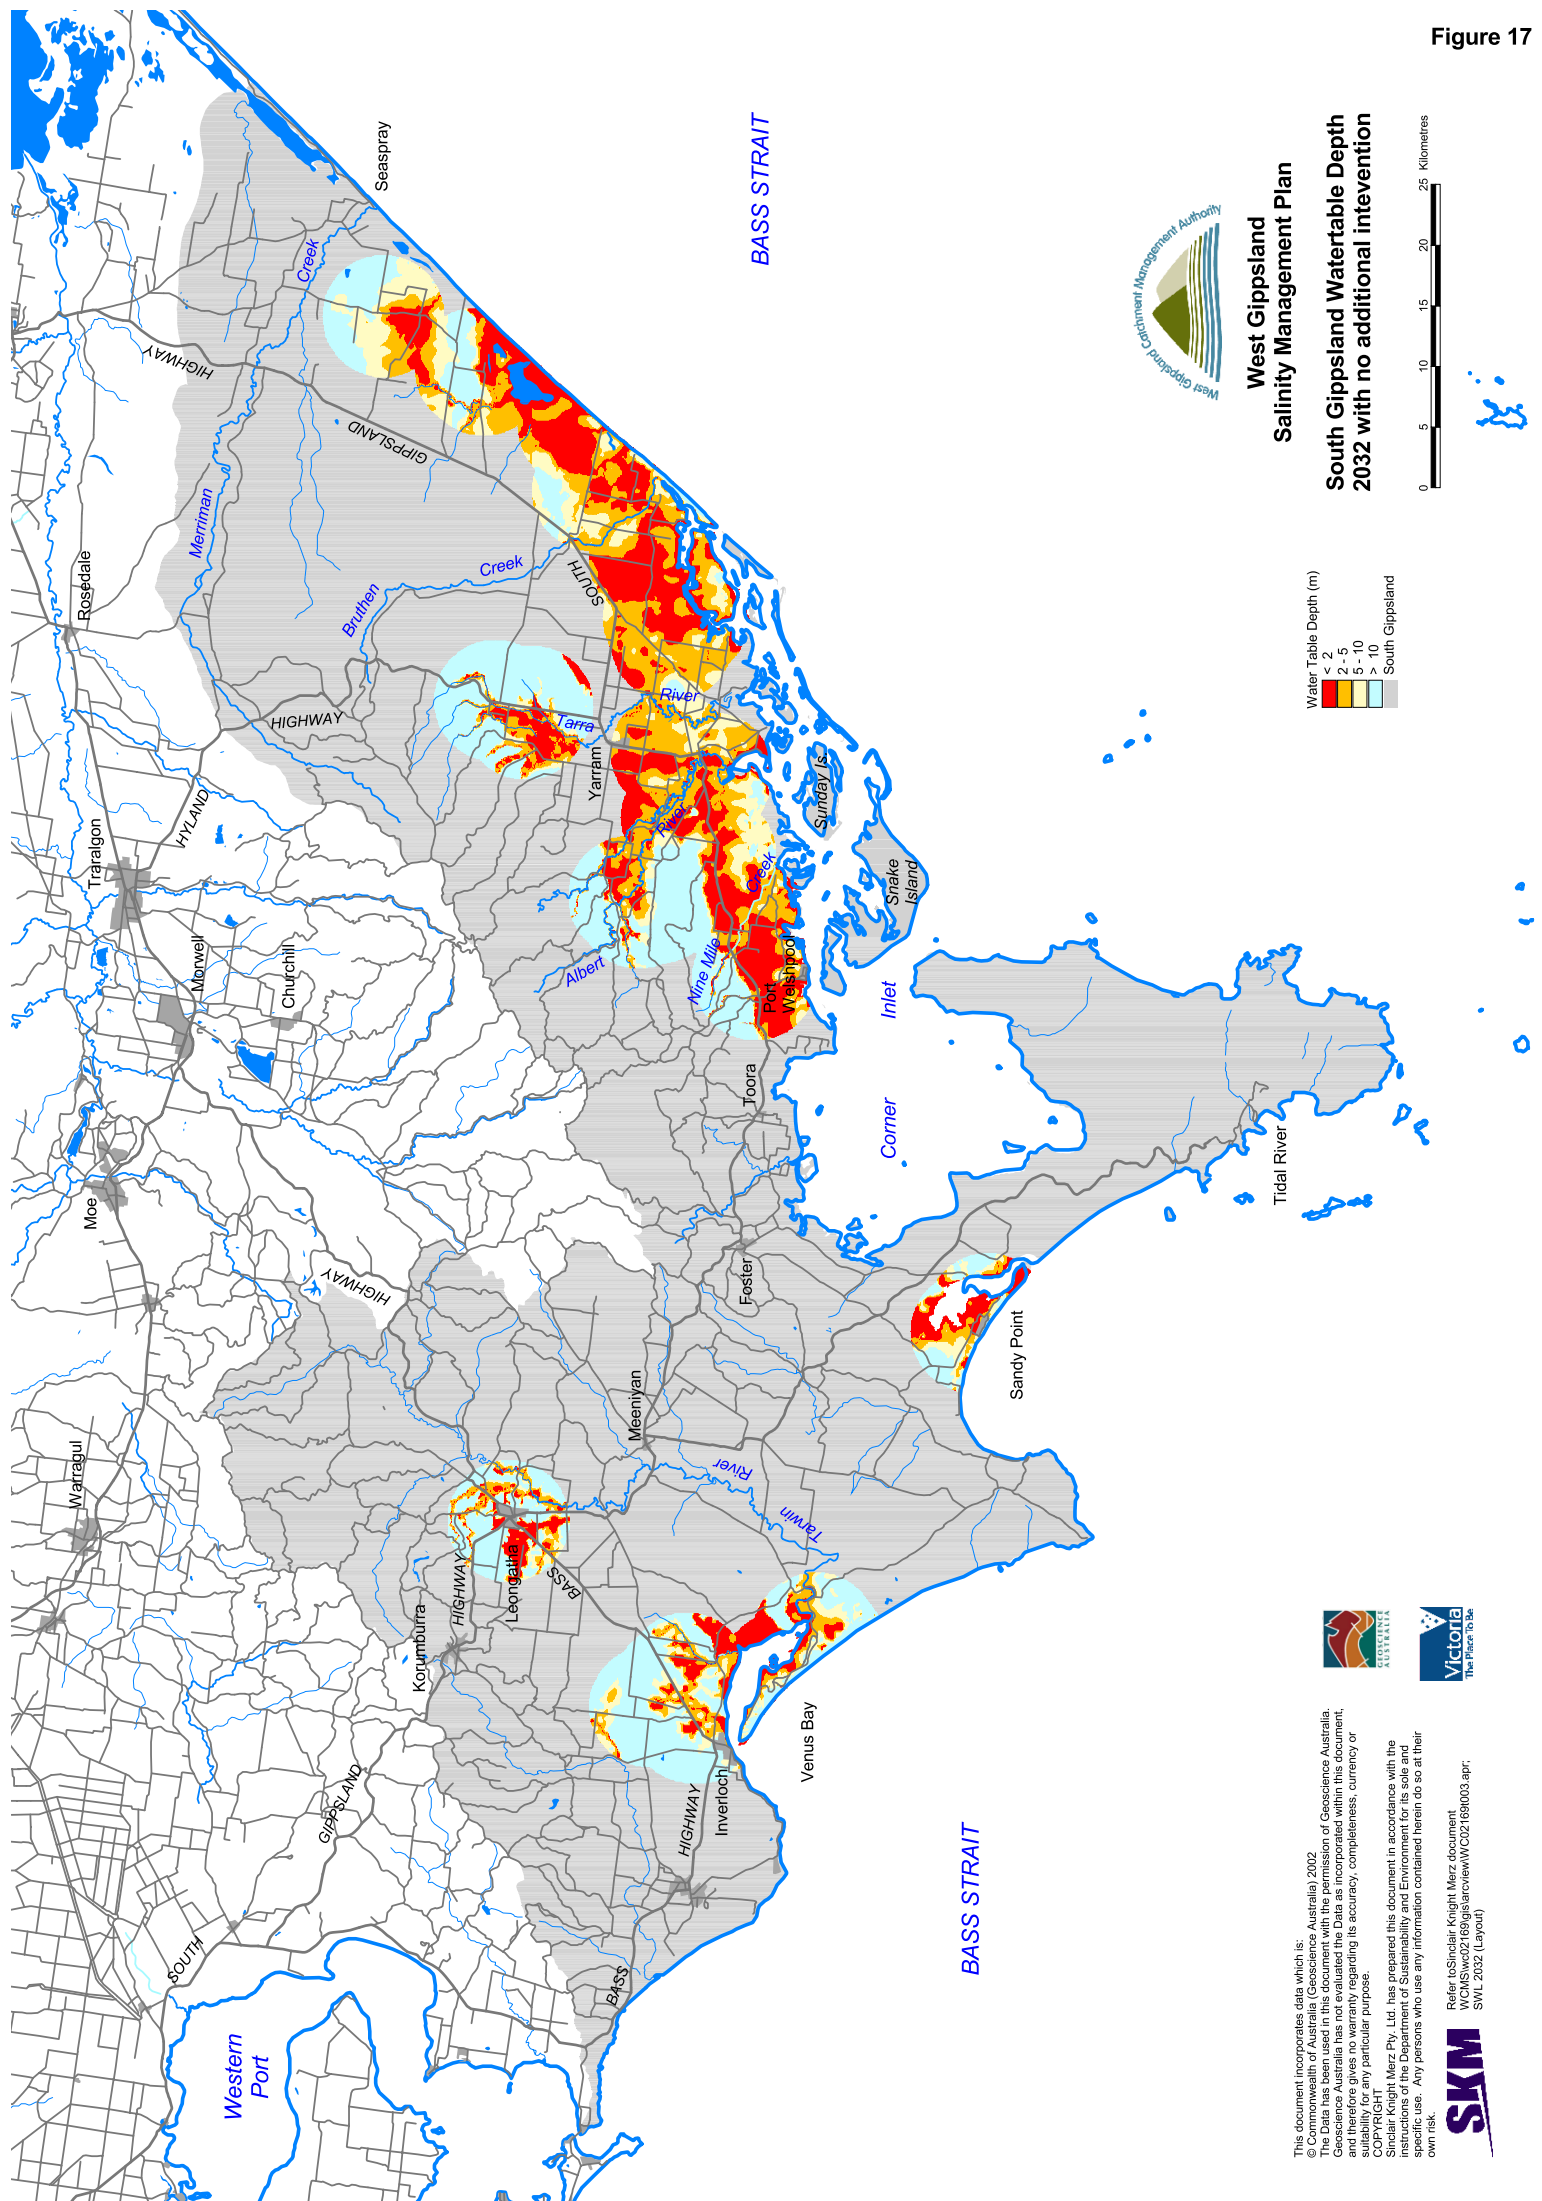 Figure 17
BASS STRAIT
Seaspray
Creek
HIGHWAY
GIPPSLAND
Merriman
Rosedale
Creek
Bruthen
SOUTH
HIGHWAY
River
Tarra
Yarram
HYLAND
Traralgon
River
Sunday Is.
Creek
Snake
Island
Morwell
Churchill
Albert
Nine Mile
Port
Welshpool
Inlet
Toora
Corner
Moe
Tidal River
HIGHWAY
Foster
Sandy Point
Meeniyan
Warragul
River
Tarwin
Leongatha
HIGHWAY
BASS
Korumburra
Venus Bay
Inverloch
HIGHWAY
GIPPSLAND
SOUTH
BASS
BASS STRAIT
Western
Port
West Gippsland Catchment Management Authority
West Gippsland
Salinity Management Plan
South Gippsland Watertable Depth
2032 with no additional intevention
0 5 10 15 20 25 Kilometres
Water Table Depth (m)
< 2
2 - 5
5 - 10
> 10
South Gippsland
GEOSCIENCE
AUSTRALIA
Victoria
The Place To Be
This document incorporates data which is:
© Commonwealth of Australia (Geoscience Australia) 2002
The Data has been used in this document with the permission of Geoscience Australia.
Geoscience Australia has not evaluated the Data as incorporated within this document,
and therefore gives no warranty regarding its accuracy, completeness, currency or
suitability for any particular purpose.
COPYRIGHT
Sinclair Knight Merz Pty. Ltd. has prepared this document in accordance with the
instructions of the Department of Sustainability and Environment for its sole and
specific use. Any persons who use any information contained herein do so at their
own risk.
SKM
Refer toSinclair Knight Merz document
WCMS\wc02169\gis\arcview\WC02169t003.apr;
SWL 2032 (Layout)